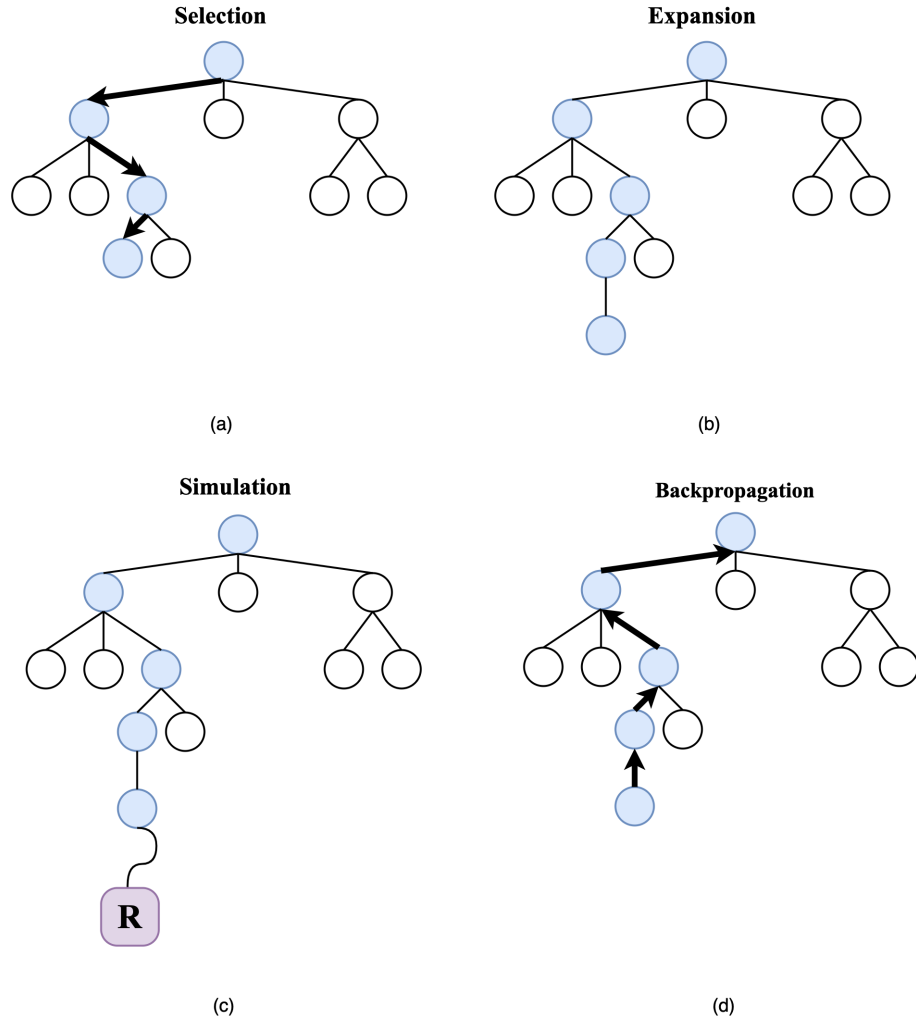 Selection
Expansion
(a)
(b)
Simulation
Backpropagation
R
(c)
(d)